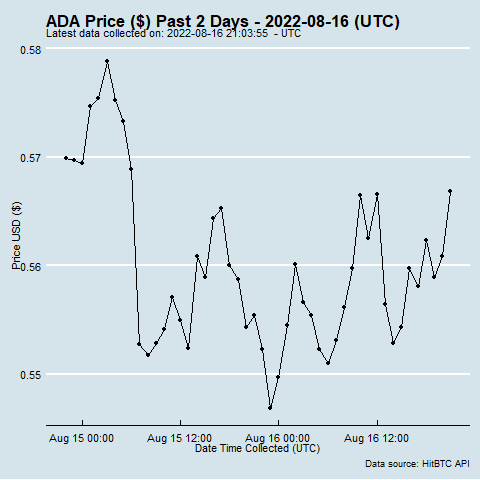 ADA Price ($) Past 2 Days - 2022-08-16 (UTC)
Latest data collected on: 2022-08-16 21:03:55  - UTC
0.58
0.57
0.56
0.55
Price USD ($)
Aug 15 00:00
Aug 15 12:00
Aug 16 00:00
Aug 16 12:00
Date Time Collected (UTC)
Data source: HitBTC API